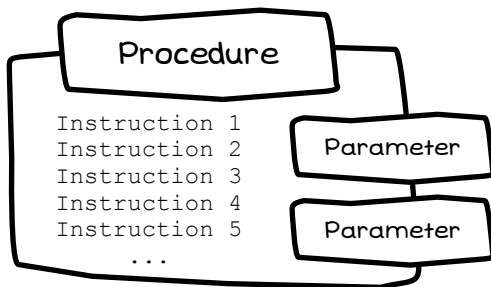 Procedure
Instruction 1
Instruction 2
Instruction 3
Instruction 4
Instruction 5
...
Parameter
Parameter